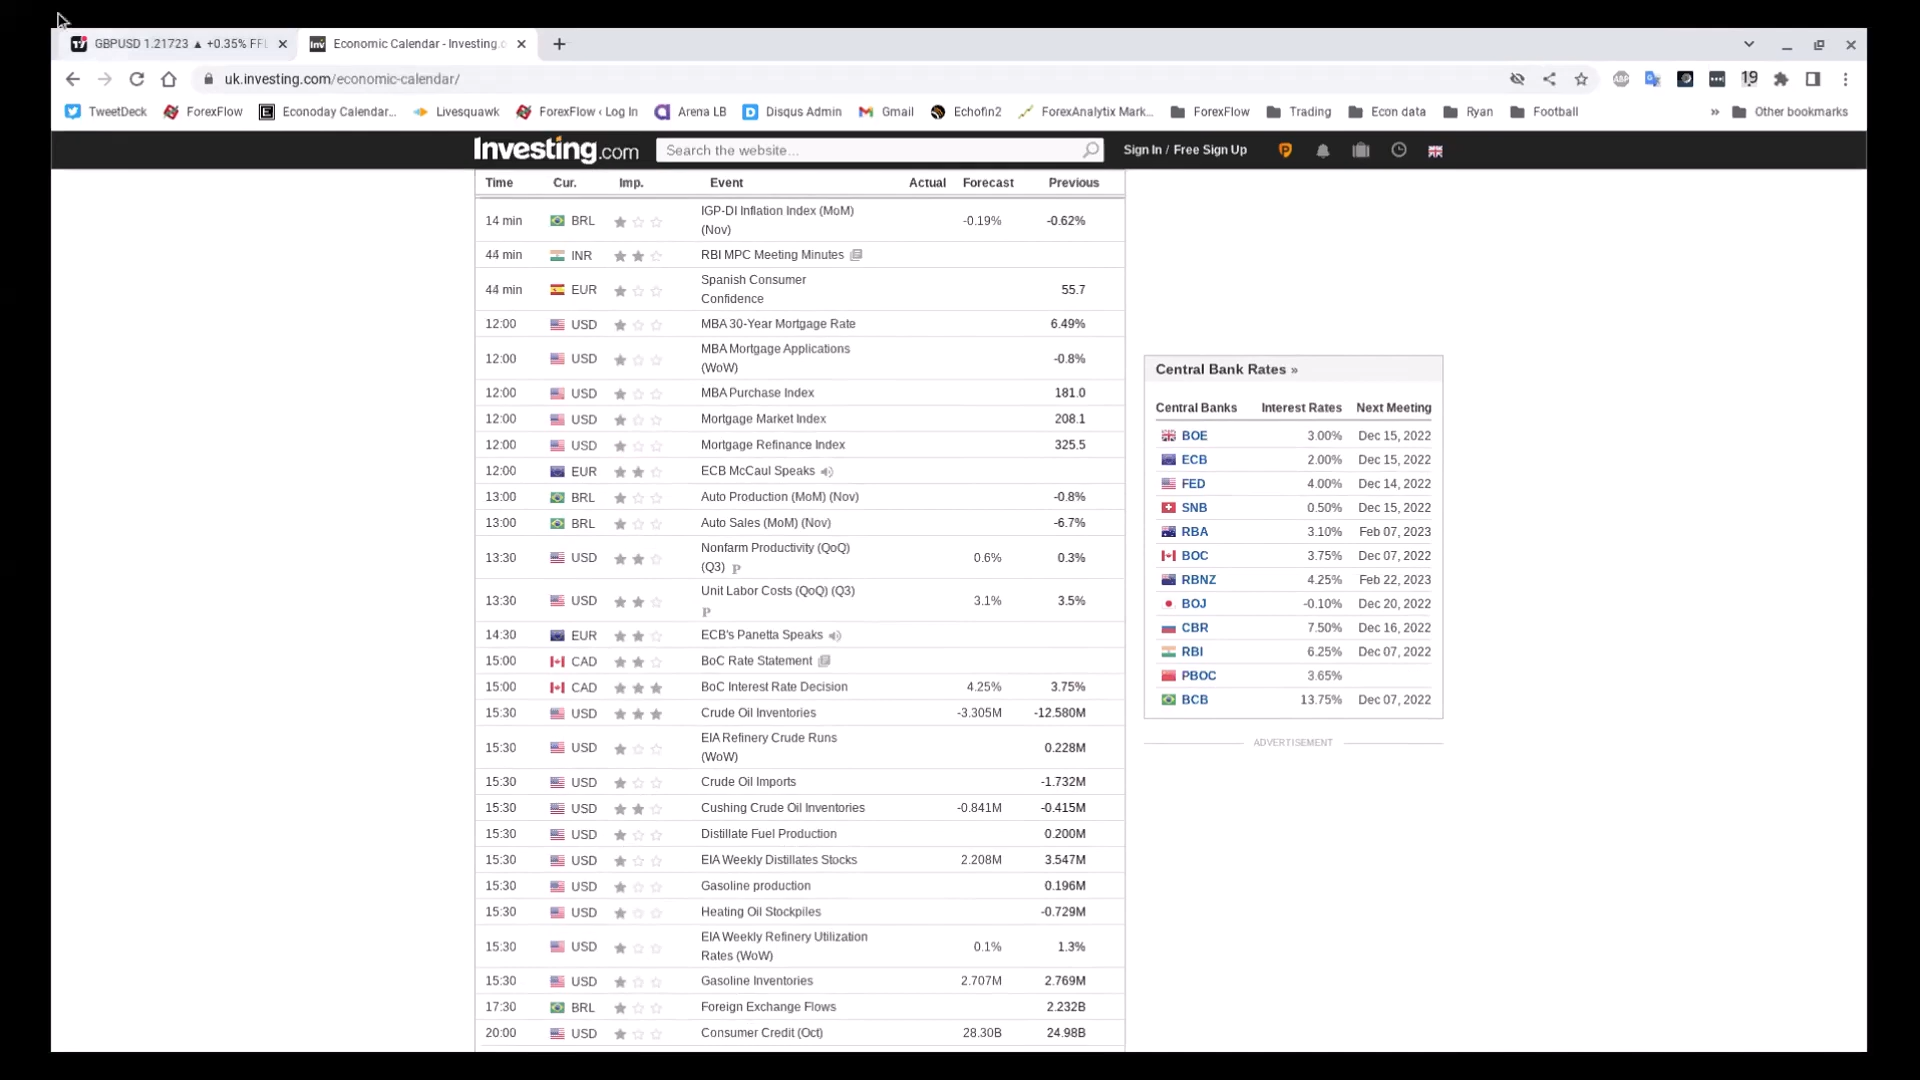 GBPUSD 1.21723 ▲ +0.35% FFL
Economic Calendar - Investing.c
uk.investing.com/economic-calendar/
19
TweetDeck ForexFlow Econoday Calendar... Livesquawk ForexFlow ‹ Log In Arena LB Disqus Admin Gmail Echofin2 ForexAnalytix Mark... ForexFlow Trading Econ data Ryan Football » Other bookmarks
Investing.com Search the website... Sign In / Free Sign Up
Time Cur. Imp. Event Actual Forecast Previous
14 min BRL IGP-DI Inflation Index (MoM) (Nov) -0.19% -0.62%
44 min INR RBI MPC Meeting Minutes
44 min EUR Spanish Consumer Confidence 55.7
12:00 USD MBA 30-Year Mortgage Rate 6.49%
12:00 USD MBA Mortgage Applications (WoW) -0.8%
12:00 USD MBA Purchase Index 181.0
12:00 USD Mortgage Market Index 208.1
12:00 USD Mortgage Refinance Index 325.5
12:00 EUR ECB McCaul Speaks
13:00 BRL Auto Production (MoM) (Nov) -0.8%
13:00 BRL Auto Sales (MoM) (Nov) -6.7%
13:30 USD Nonfarm Productivity (QoQ) (Q3) P 0.6% 0.3%
13:30 USD Unit Labor Costs (QoQ) (Q3) P 3.1% 3.5%
14:30 EUR ECB's Panetta Speaks
15:00 CAD BoC Rate Statement
15:00 CAD BoC Interest Rate Decision 4.25% 3.75%
15:30 USD Crude Oil Inventories -3.305M -12.580M
15:30 USD EIA Refinery Crude Runs (WoW) 0.228M
15:30 USD Crude Oil Imports -1.732M
15:30 USD Cushing Crude Oil Inventories -0.841M -0.415M
15:30 USD Distillate Fuel Production 0.200M
15:30 USD EIA Weekly Distillates Stocks 2.208M 3.547M
15:30 USD Gasoline production 0.196M
15:30 USD Heating Oil Stockpiles -0.729M
15:30 USD EIA Weekly Refinery Utilization Rates (WoW) 0.1% 1.3%
15:30 USD Gasoline Inventories 2.707M 2.769M
17:30 BRL Foreign Exchange Flows 2.232B
20:00 USD Consumer Credit (Oct) 28.30B 24.98B
Central Bank Rates »
Central Banks Interest Rates Next Meeting
BOE 3.00% Dec 15, 2022
ECB 2.00% Dec 15, 2022
FED 4.00% Dec 14, 2022
SNB 0.50% Dec 15, 2022
RBA 3.10% Feb 07, 2023
BOC 3.75% Dec 07, 2022
RBNZ 4.25% Feb 22, 2023
BOJ -0.10% Dec 20, 2022
CBR 7.50% Dec 16, 2022
RBI 6.25% Dec 07, 2022
PBOC 3.65%
BCB 13.75% Dec 07, 2022
ADVERTISEMENT